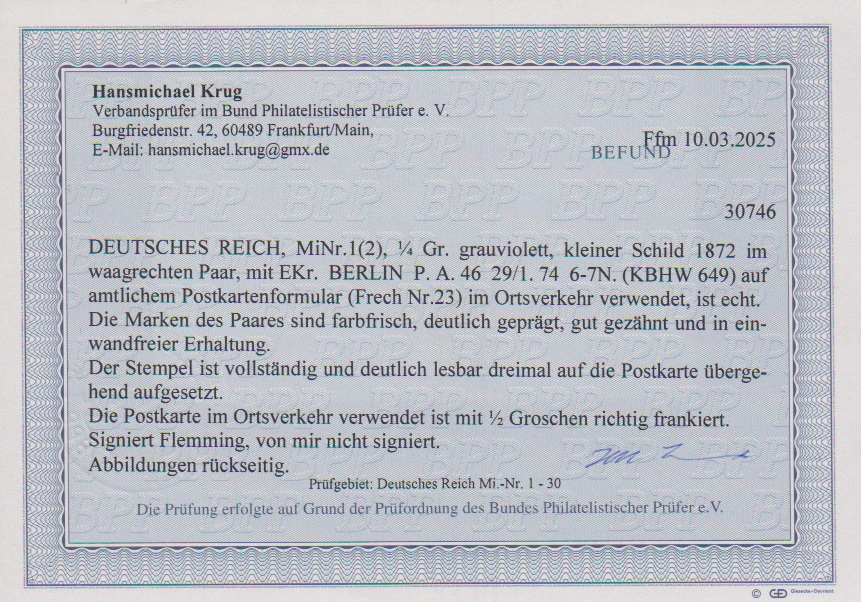 Hansmichael Krug
Verbandsprüfer im Bund Philatelistischer Prüfer e. V.
Burgfriedenstr. 42, 60489 Frankfurt/Main,
E-Mail: hansmichael.krug@gmx.de
Ffm 10.03.2025
BEFUND
30746
DEUTSCHES REICH, MiNr.1(2), ¼ Gr. grauviolett, kleiner Schild 1872 im
waagrechten Paar, mit EKr. BERLIN P. A. 46 29/1. 74 6-7N. (KBHW 649) auf
amtlichem Postkartenformular (Frech Nr.23) im Ortsverkehr verwendet, ist echt.
Die Marken des Paares sind farbfrisch, deutlich geprägt, gut gezähnt und in ein-
wandfreier Erhaltung.
Der Stempel ist vollständig und deutlich lesbar dreimal auf die Postkarte überge-
hend aufgesetzt.
Die Postkarte im Ortsverkehr verwendet ist mit ½ Groschen richtig frankiert.
Signiert Flemming, von mir nicht signiert.
Abbildungen rückseitig.
Prüfgebiet: Deutsches Reich Mi.-Nr. 1 - 30
Die Prüfung erfolgte auf Grund der Prüfordnung des Bundes Philatelistischer Prüfer e.V.
© GD Giesecke+Devrient